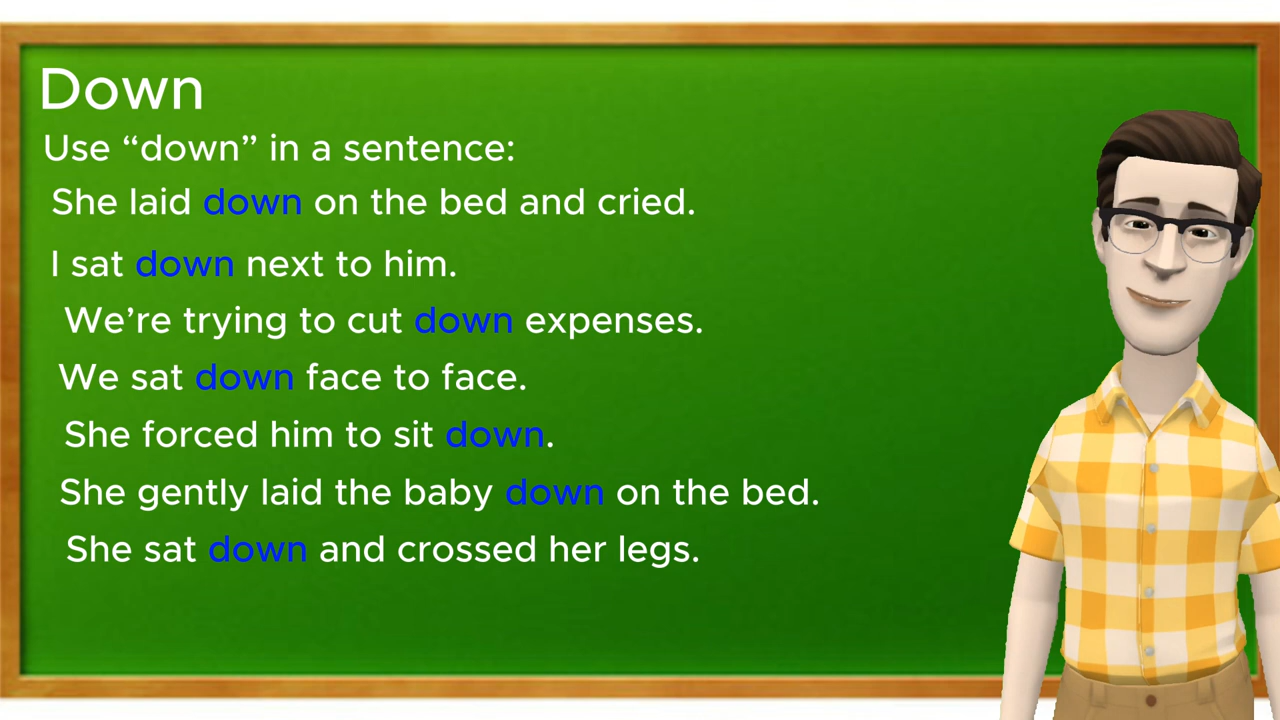 Down
Use “down” in a sentence:
She laid down on the bed and cried.
I sat down next to him.
We’re trying to cut down expenses.
We sat down face to face.
She forced him to sit down.
She gently laid the baby down on the bed.
She sat down and crossed her legs.